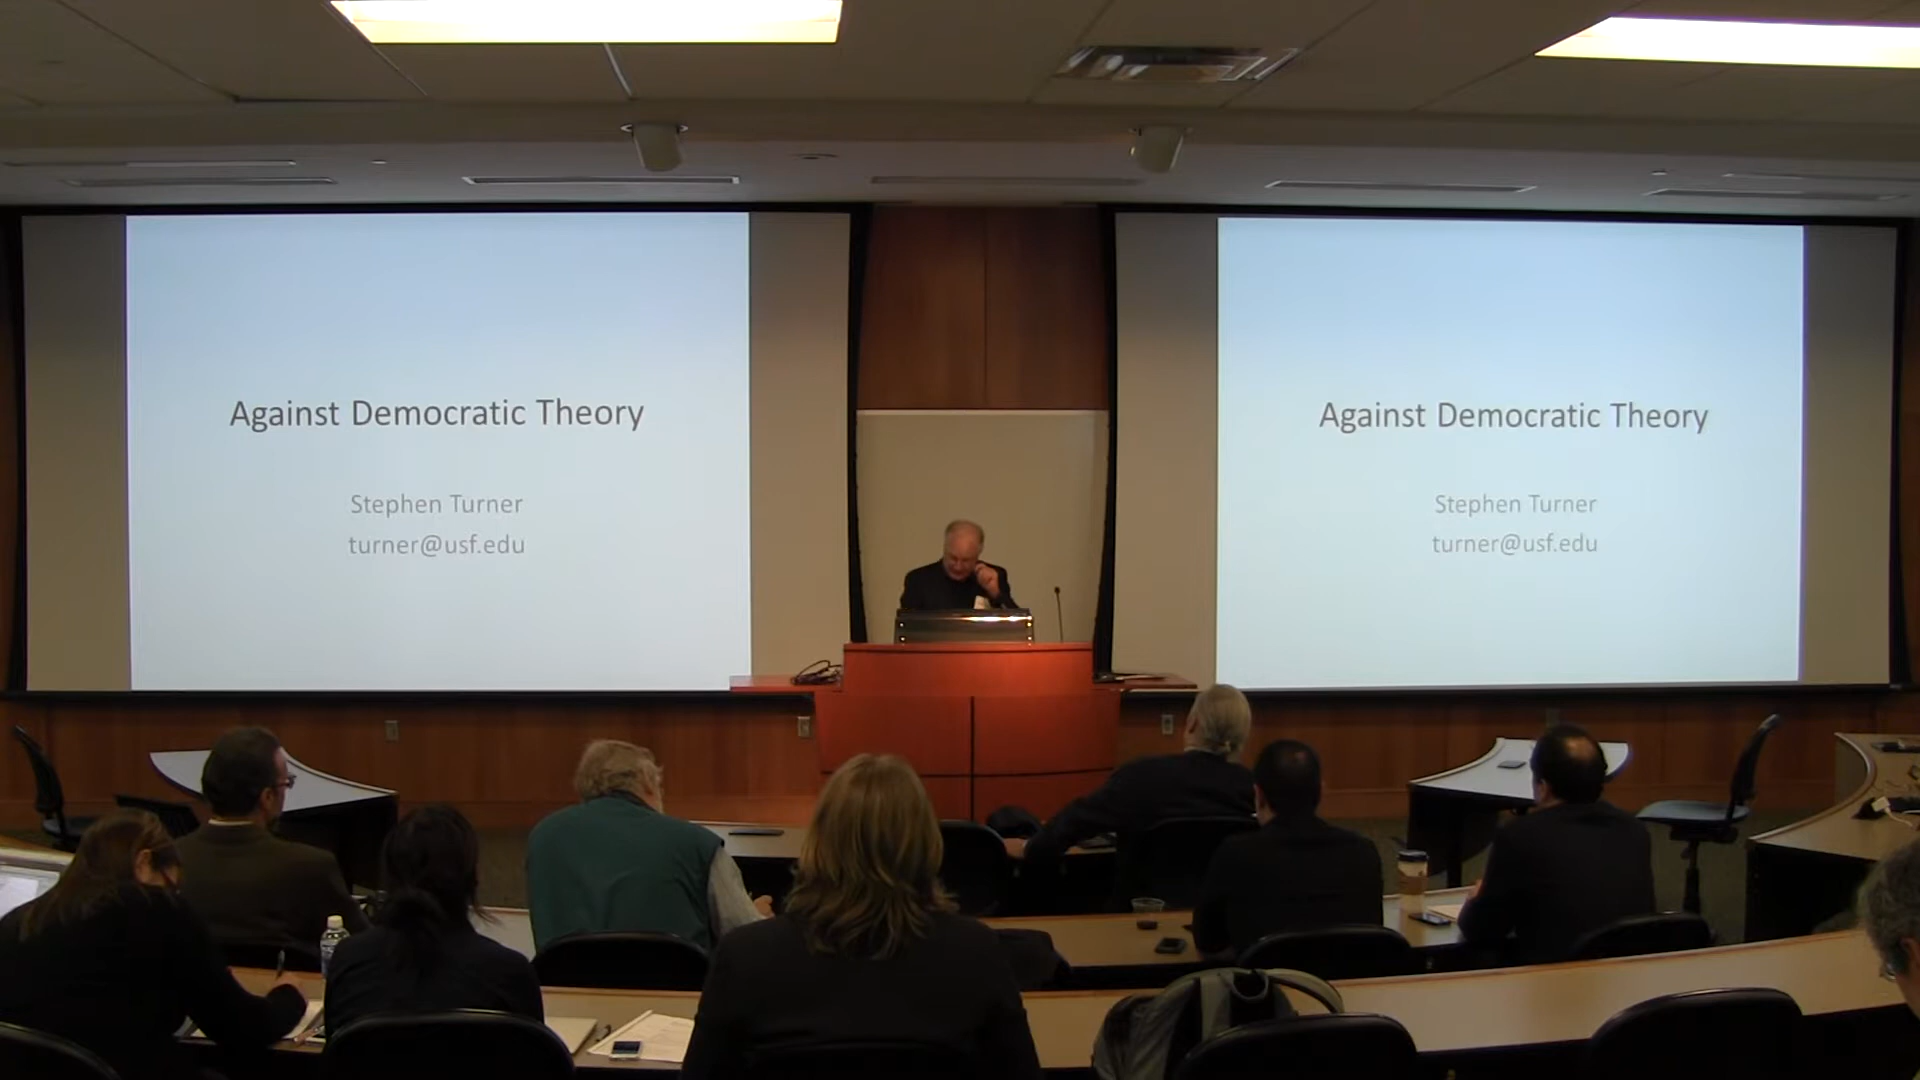 Against Democratic Theory
Stephen Turner
turner@usf.edu
Against Democratic Theory
Stephen Turner
turner@usf.edu